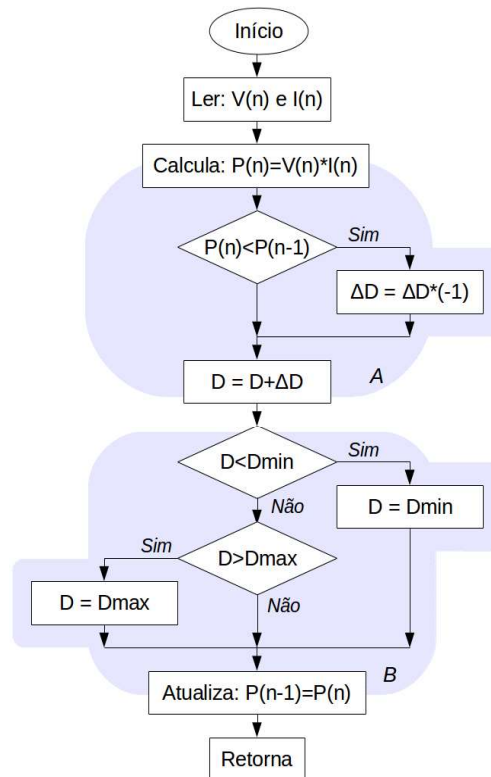 Início
Ler: V(n) e I(n)
Calcula: P(n)=V(n)*I(n)
P(n)<P(n-1)
Sim
ΔD = ΔD*(-1)
D = D+ΔD
A
D<Dmin
Sim
D = Dmin
Não
D>Dmax
Sim
D = Dmax
Não
B
Atualiza: P(n-1)=P(n)
Retorna